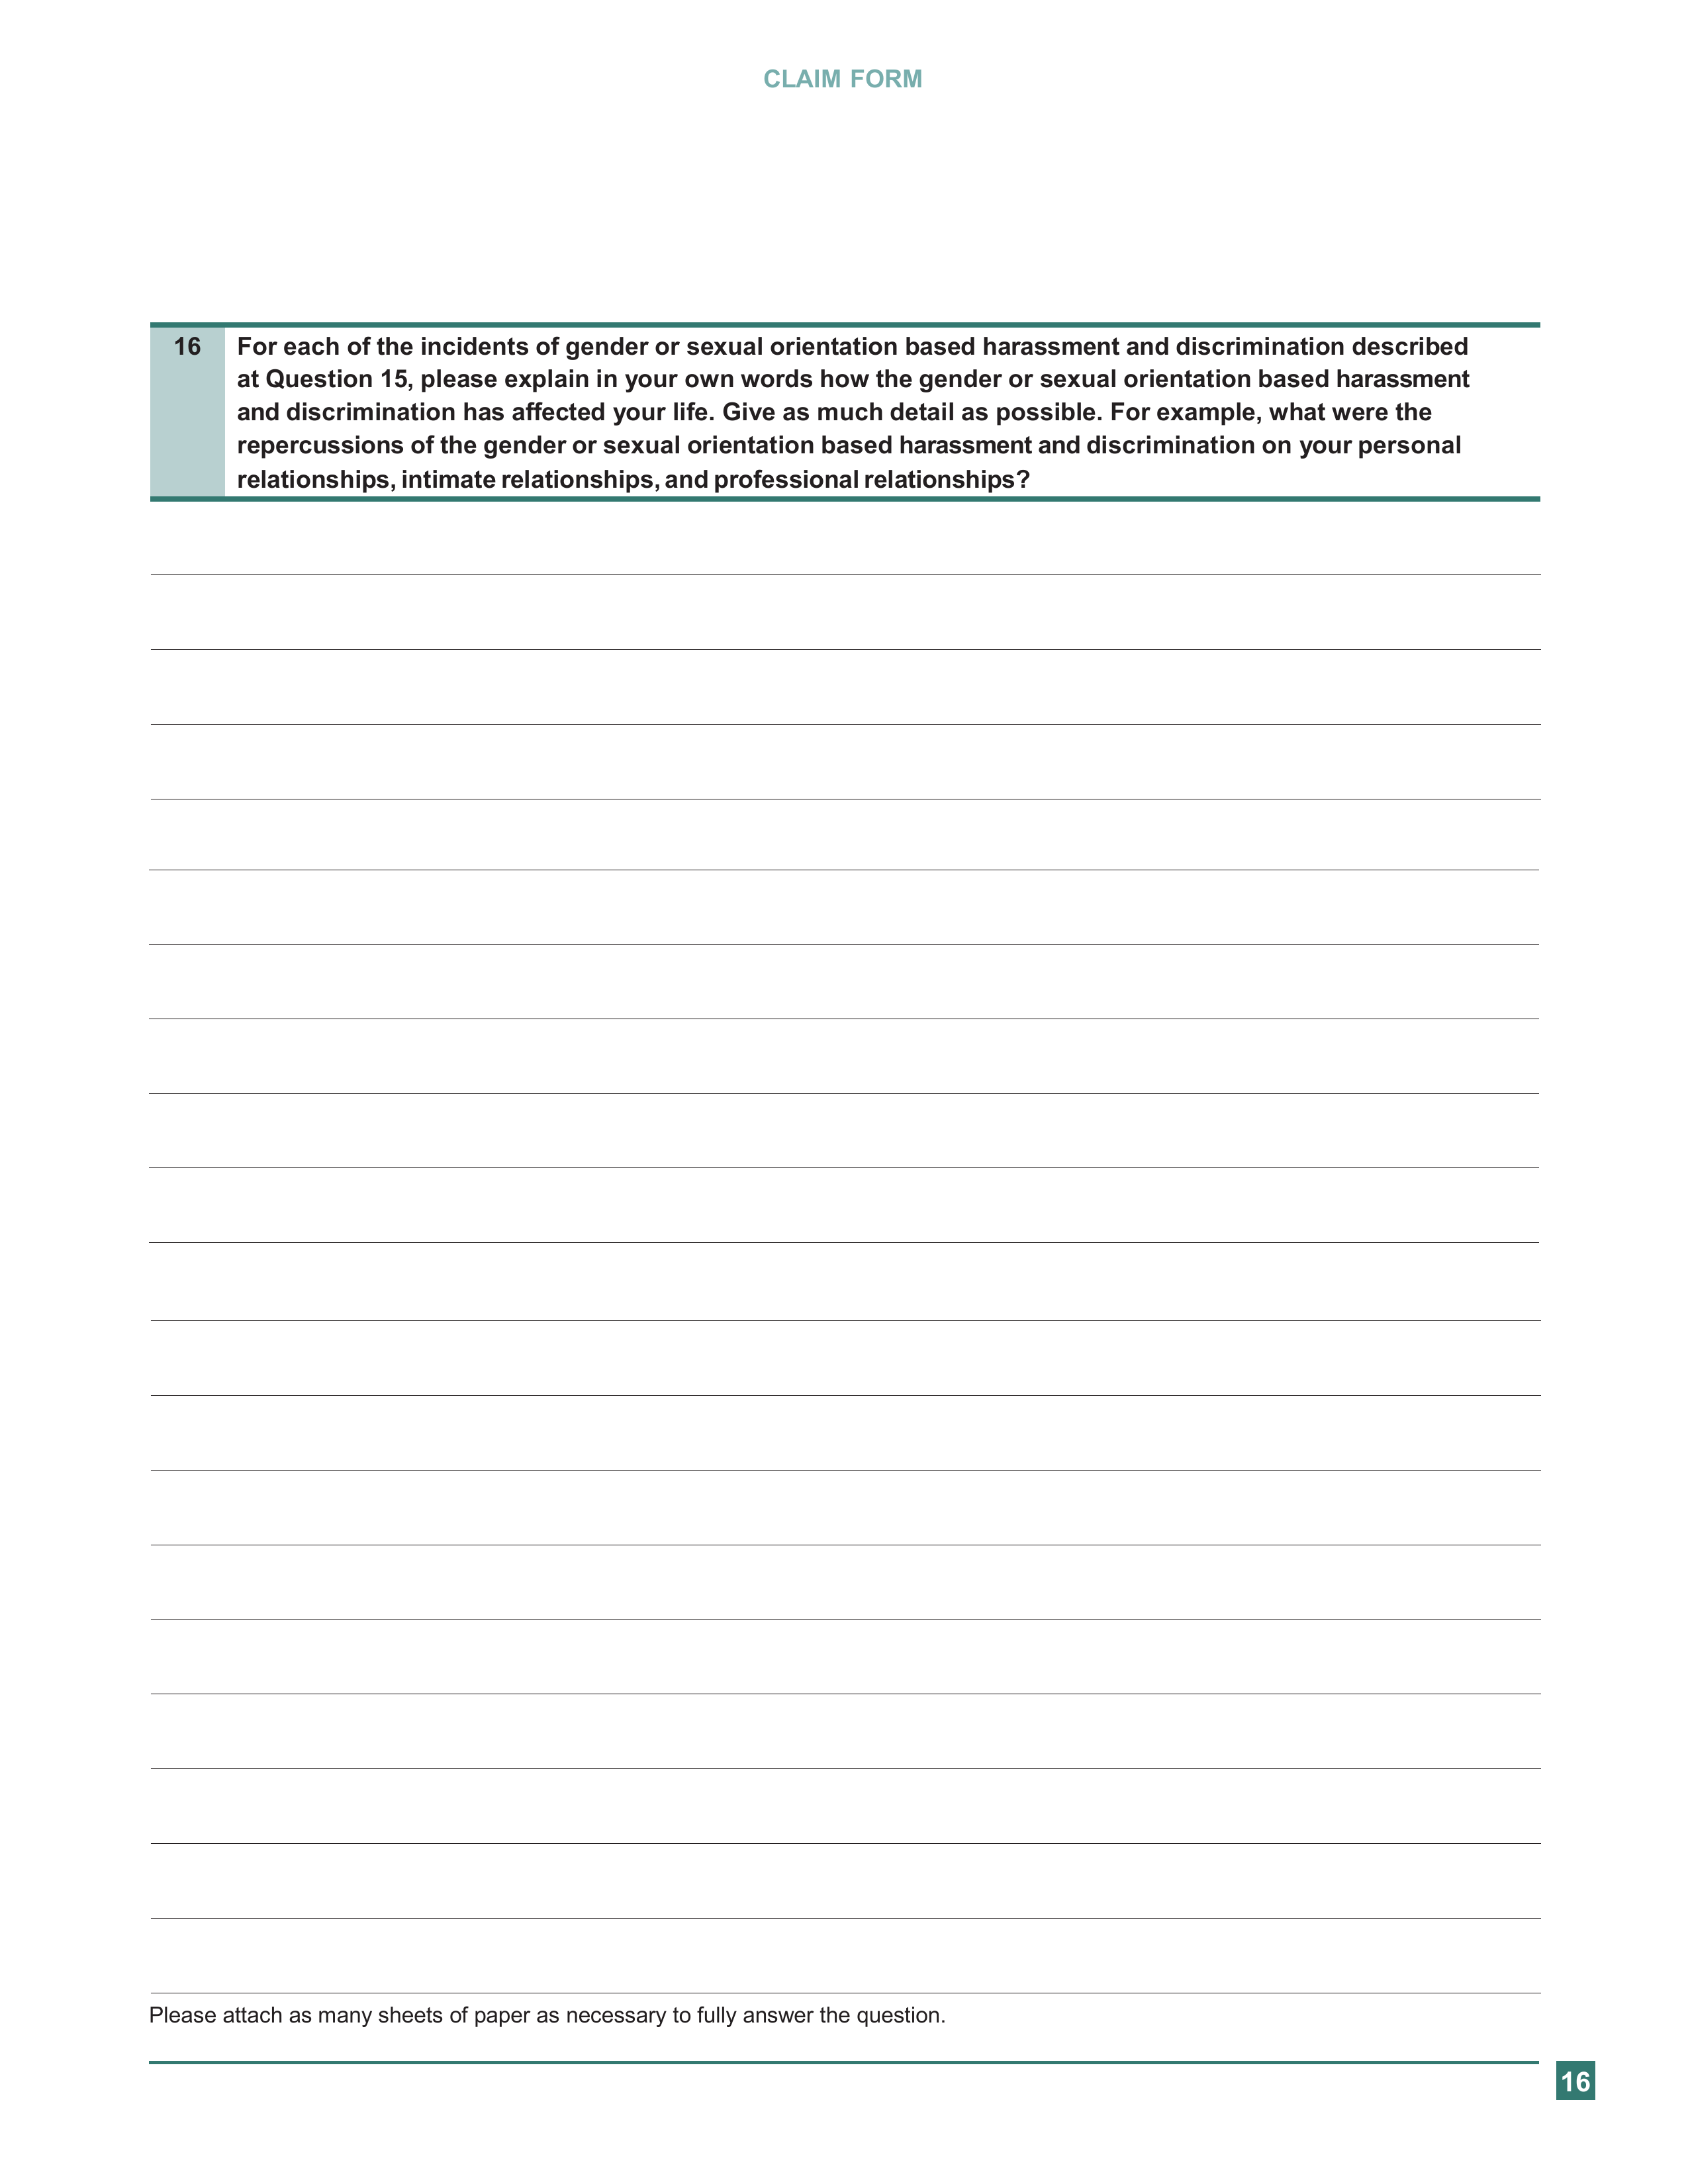 CLAIM FORM
16
For each of the incidents of gender or sexual orientation based harassment and discrimination described
at Question 15, please explain in your own words how the gender or sexual orientation based harassment
and discrimination has affected your life. Give as much detail as possible. For example, what were the
repercussions of the gender or sexual orientation based harassment and discrimination on your personal
relationships, intimate relationships, and professional relationships?
Please attach as many sheets of paper as necessary to fully answer the question.
16